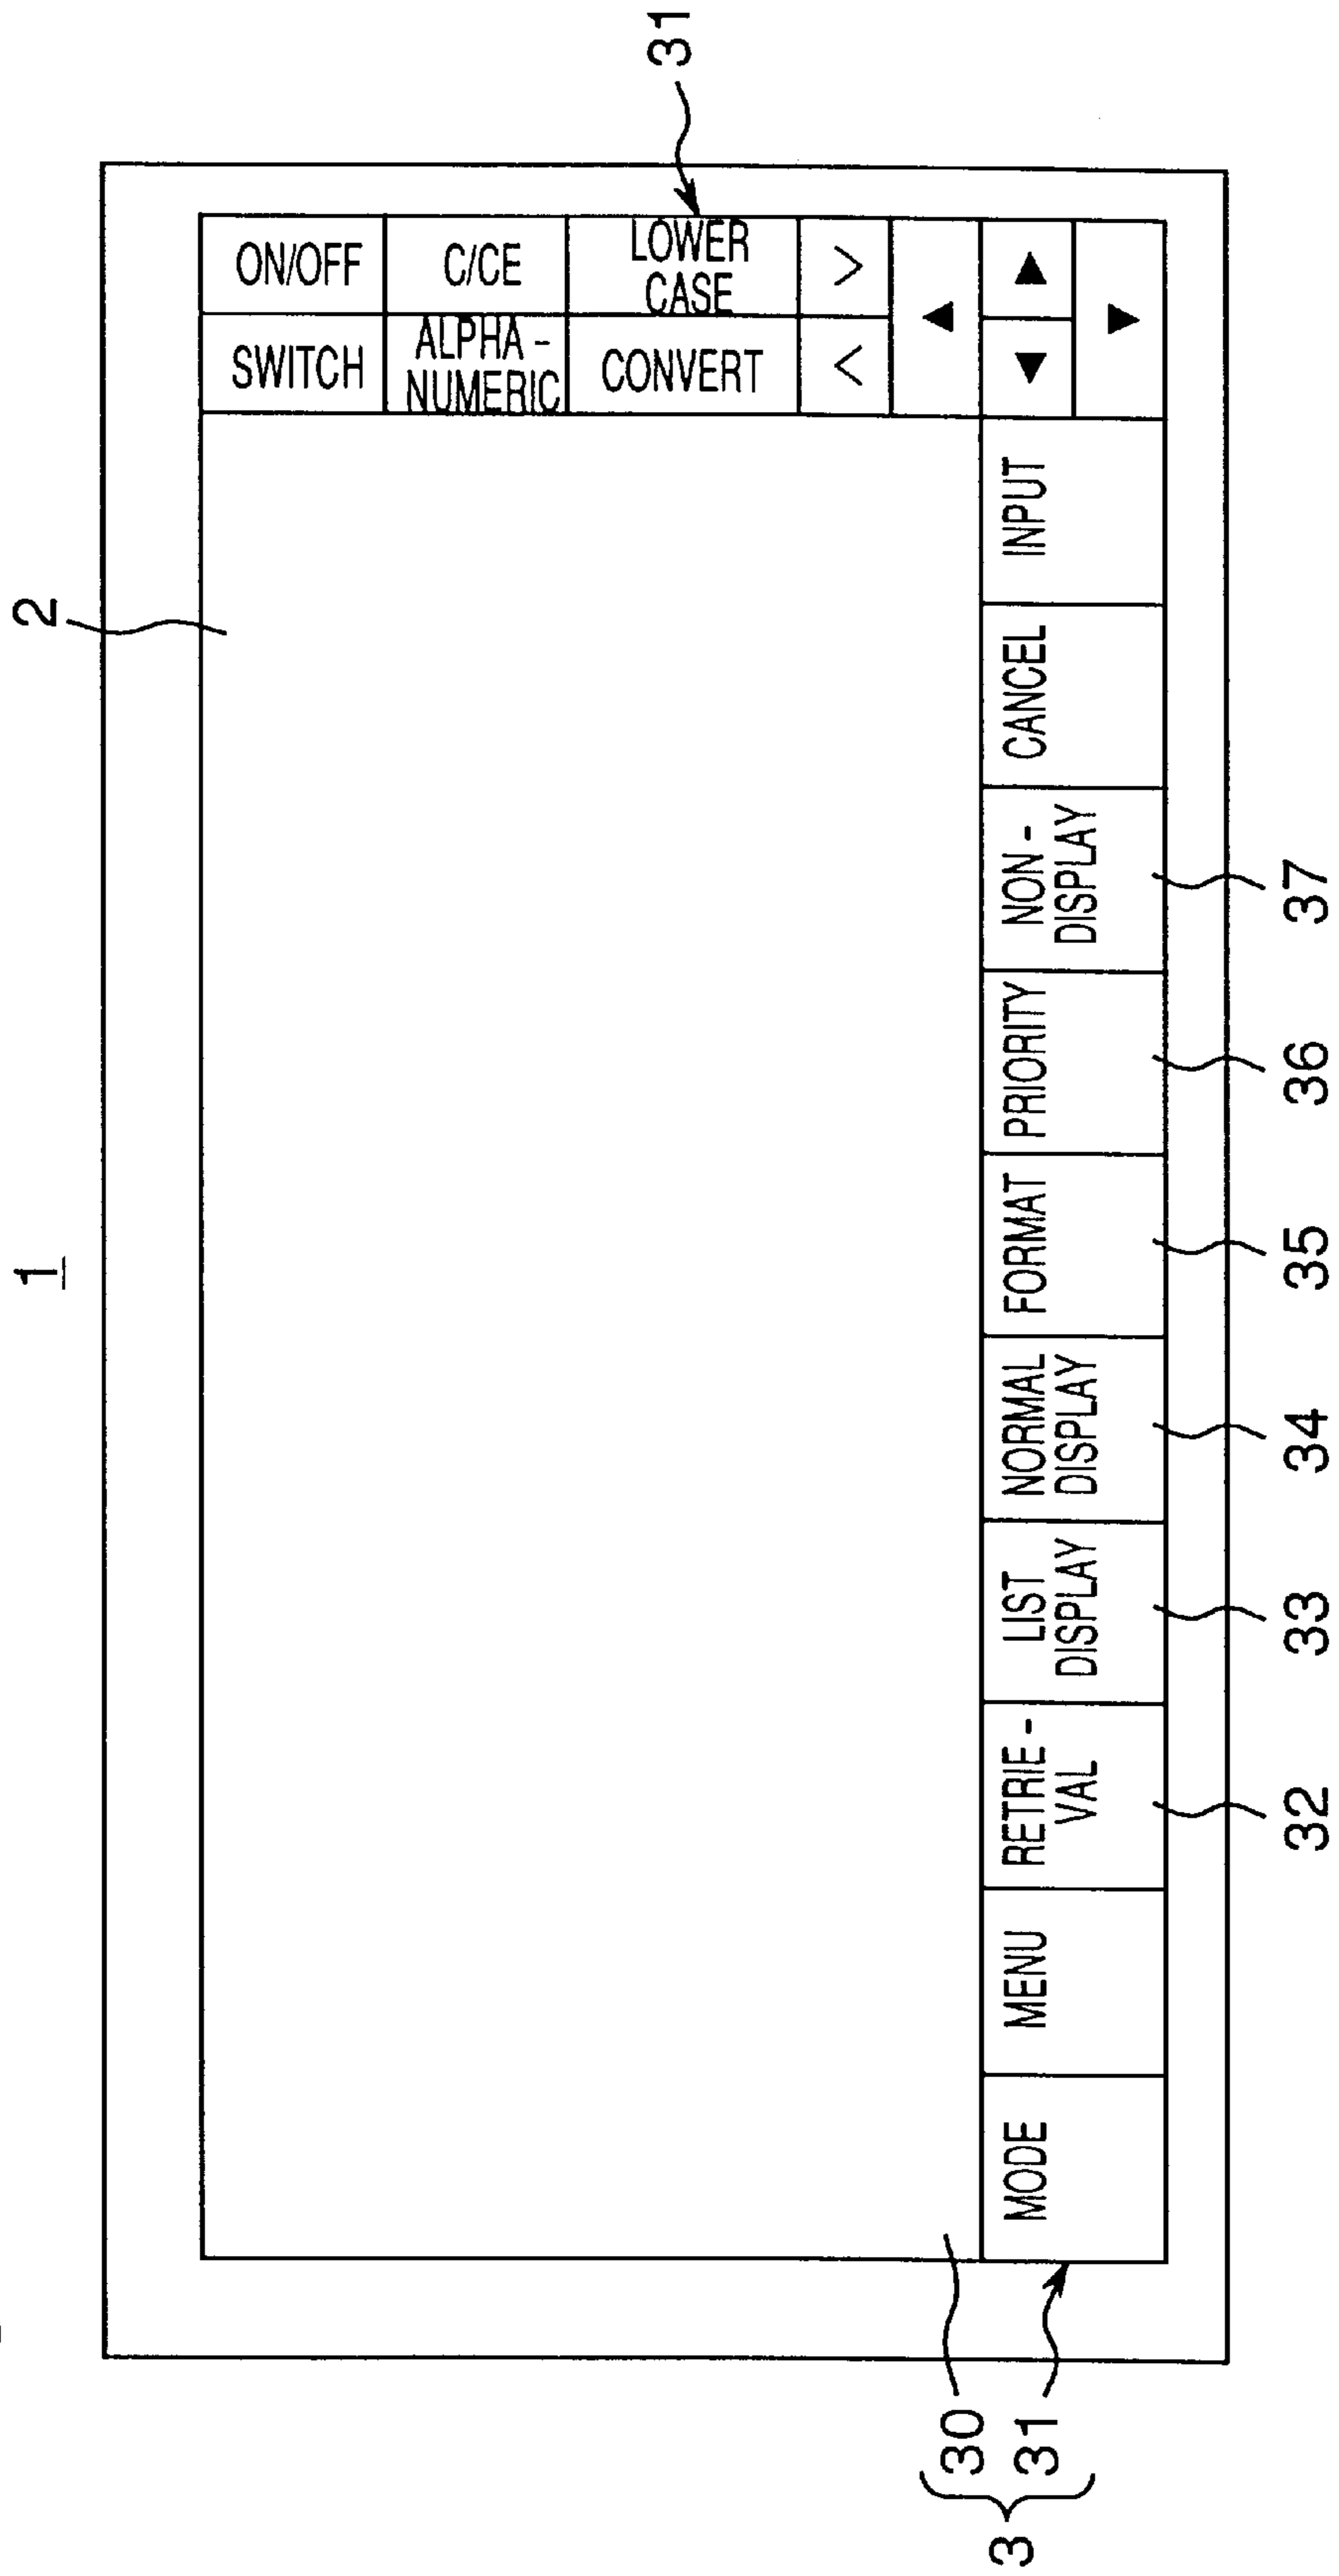 1
2
SWITCH
ON/OFF
ALPHA -
NUMERIC
C/CE
CONVERT
LOWER
CASE
31
< >
▲
◀ ▶
▼
MODE
MENU
RETRIE -
VAL
LIST
DISPLAY
NORMAL
DISPLAY
FORMAT
PRIORITY
NON -
DISPLAY
CANCEL
INPUT
3
30
31
32
33
34
35
36
37